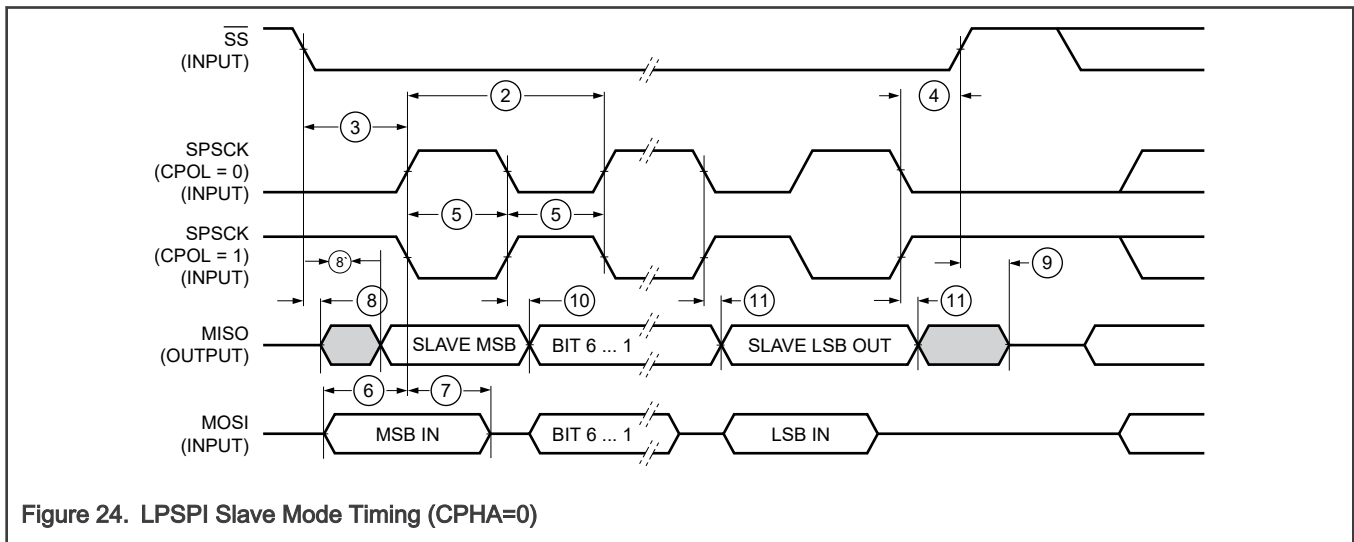 SS
(INPUT)
2
4
3
SPSCK
(CPOL = 0)
(INPUT)
5
5
SPSCK
(CPOL = 1)
(INPUT)
8`
9
8
10
11
11
MISO
(OUTPUT)
SLAVE MSB
BIT 6 ... 1
SLAVE LSB OUT
6
7
MOSI
(INPUT)
MSB IN
BIT 6 ... 1
LSB IN
Figure 24. LPSPI Slave Mode Timing (CPHA=0)